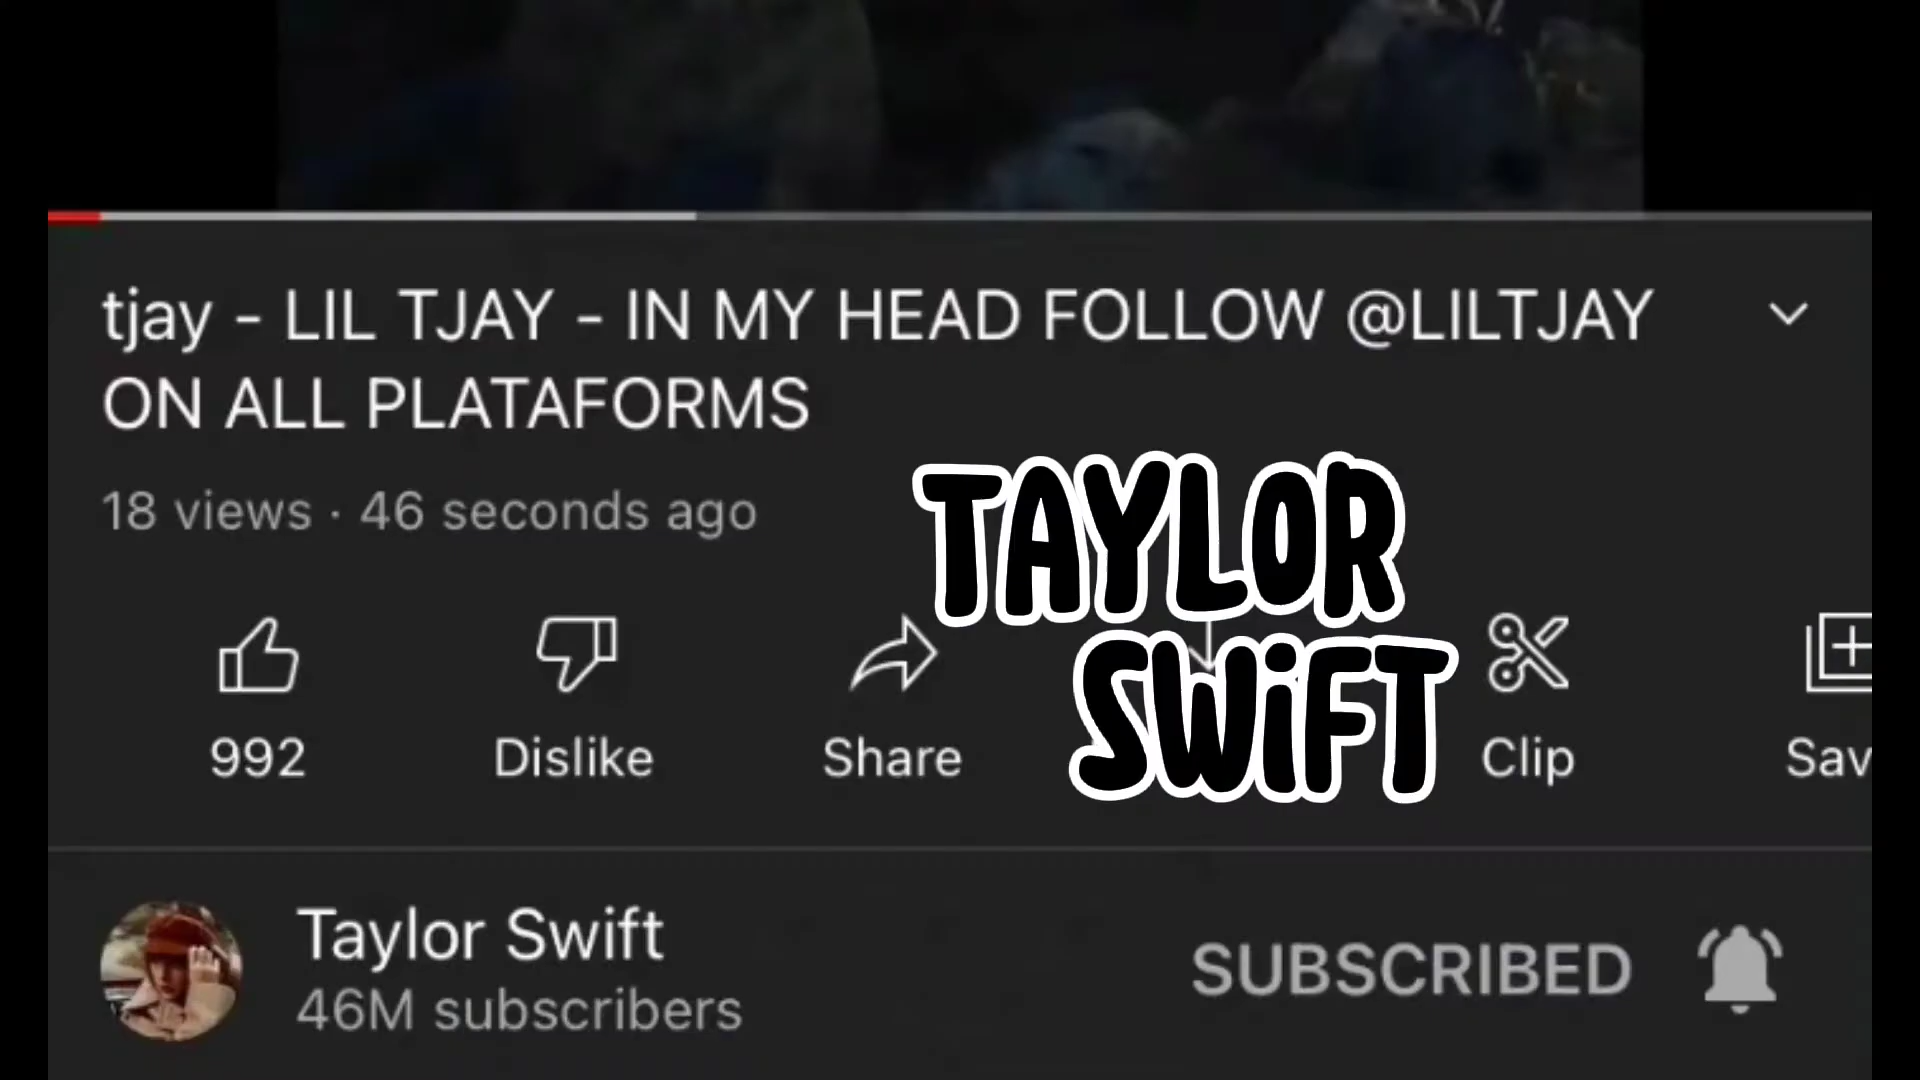 tjay - LIL TJAY - IN MY HEAD FOLLOW @LILTJAY
ON ALL PLATAFORMS
18 views · 46 seconds ago
TAYLOR
SWiFT
992
Dislike
Share
Clip
Sav
Taylor Swift
46M subscribers
SUBSCRIBED